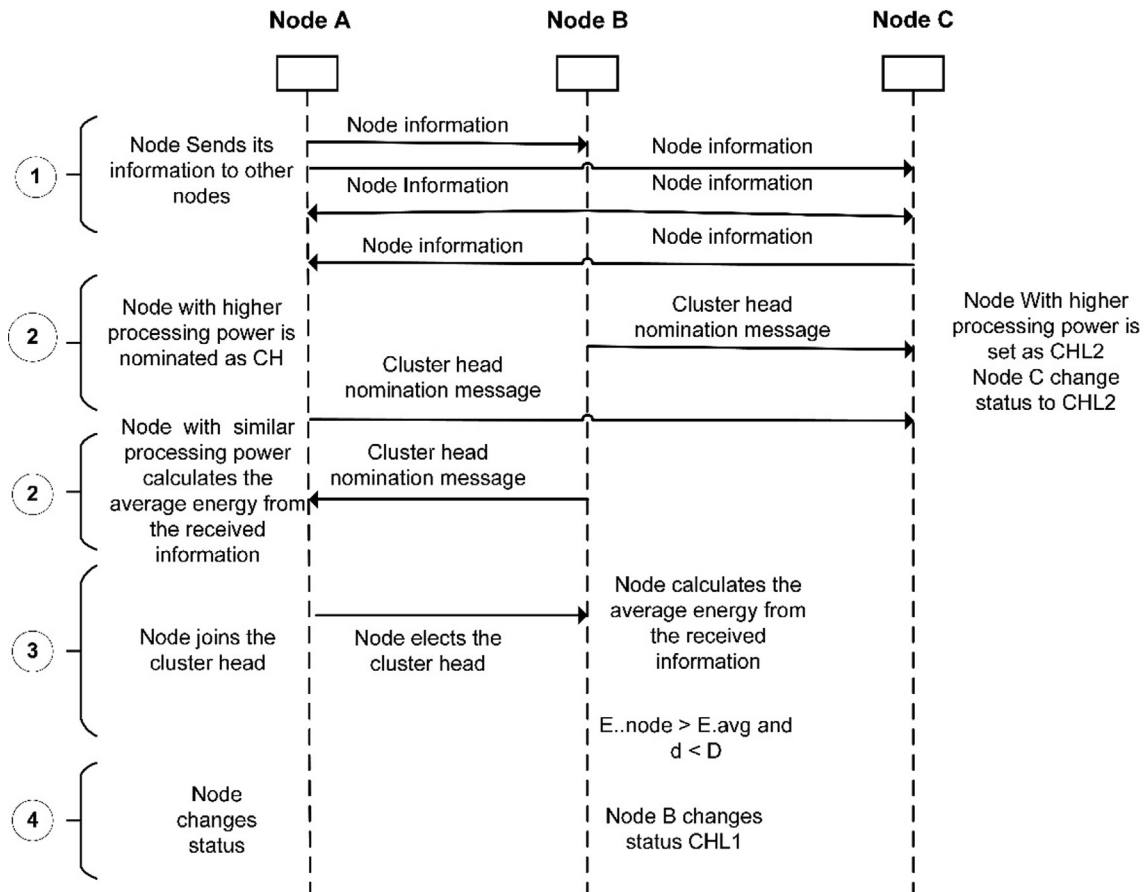 Node A
Node B
Node C
Node information
Node Sends its
information to other
nodes
Node information
1
Node Information
Node information
Node information
Node information
Node with higher
processing power is
nominated as CH
2
Cluster head
nomination message
Node With higher
processing power is
set as CHL2
Node C change
status to CHL2
Cluster head
nomination message
Node with similar
processing power
calculates the
average energy from
the received
information
2
Cluster head
nomination message
Node calculates the
average energy from
the received
information
3
Node joins the
cluster head
Node elects the
cluster head
E..node > E.avg and
d < D
4
Node
changes
status
Node B changes
status CHL1